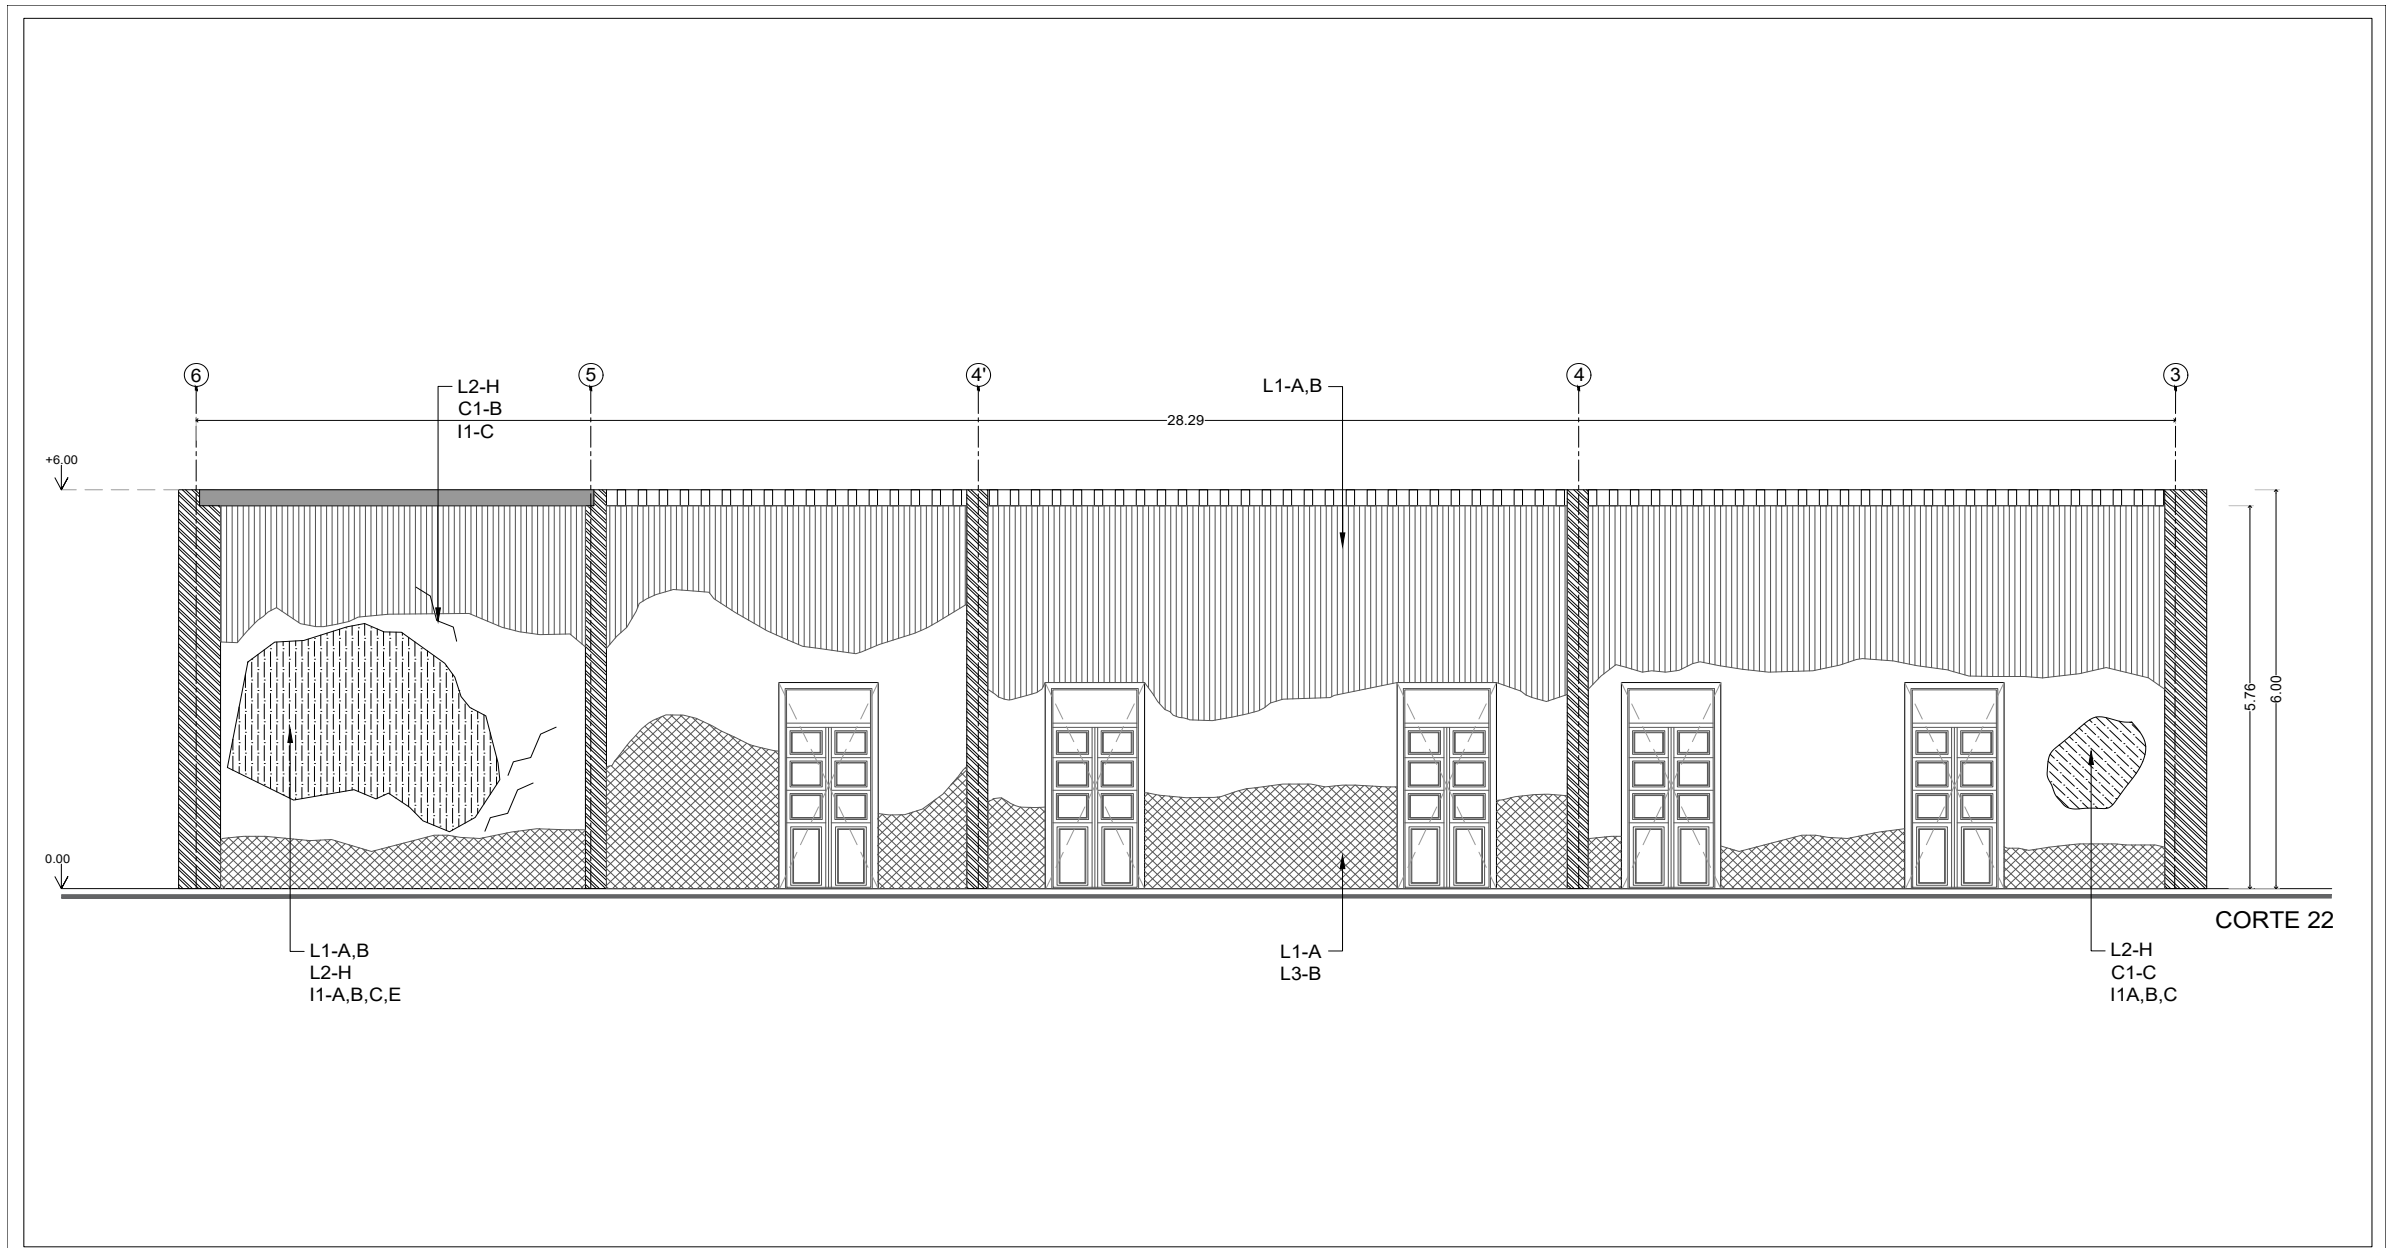 6
5
4'
4
3
L2-H
C1-B
I1-C
L1-A,B
28.29
+6.00
5.76
6.00
0.00
CORTE 22
L1-A,B
L2-H
I1-A,B,C,E
L1-A
L3-B
L2-H
C1-C
I1A,B,C